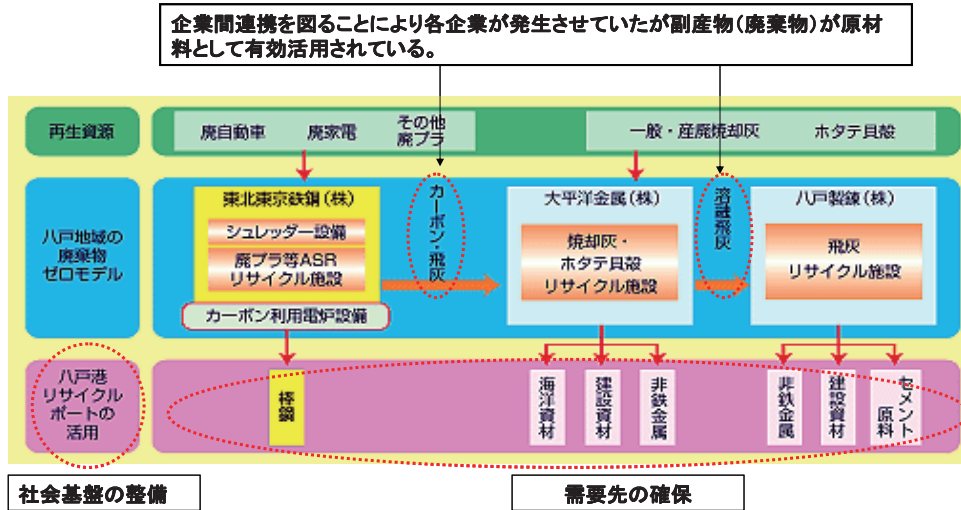 企業間連携を図ることにより各企業が発生させていたが副産物（廃棄物）が原材
料として有効活用されている。
再生資源
廃自動車
廃家電
その他
廃プラ
一般・産廃焼却灰
ホタテ貝殻
八戸地域の
廃棄物
ゼロモデル
東北東京鉄鋼（株）
シュレッダー設備
廃プラ等ASR
リサイクル施設
カーボン利用電炉設備
カーボン・飛灰
大平洋金属（株）
焼却灰・
ホタテ貝殻
リサイクル施設
溶融飛灰
八戸製錬（株）
飛灰
リサイクル施設
八戸港
リサイクル
ポートの
活用
棒鋼
海洋資材
建設資材
非鉄金属
非鉄金属
建設資材
セメント
原料
社会基盤の整備
需要先の確保